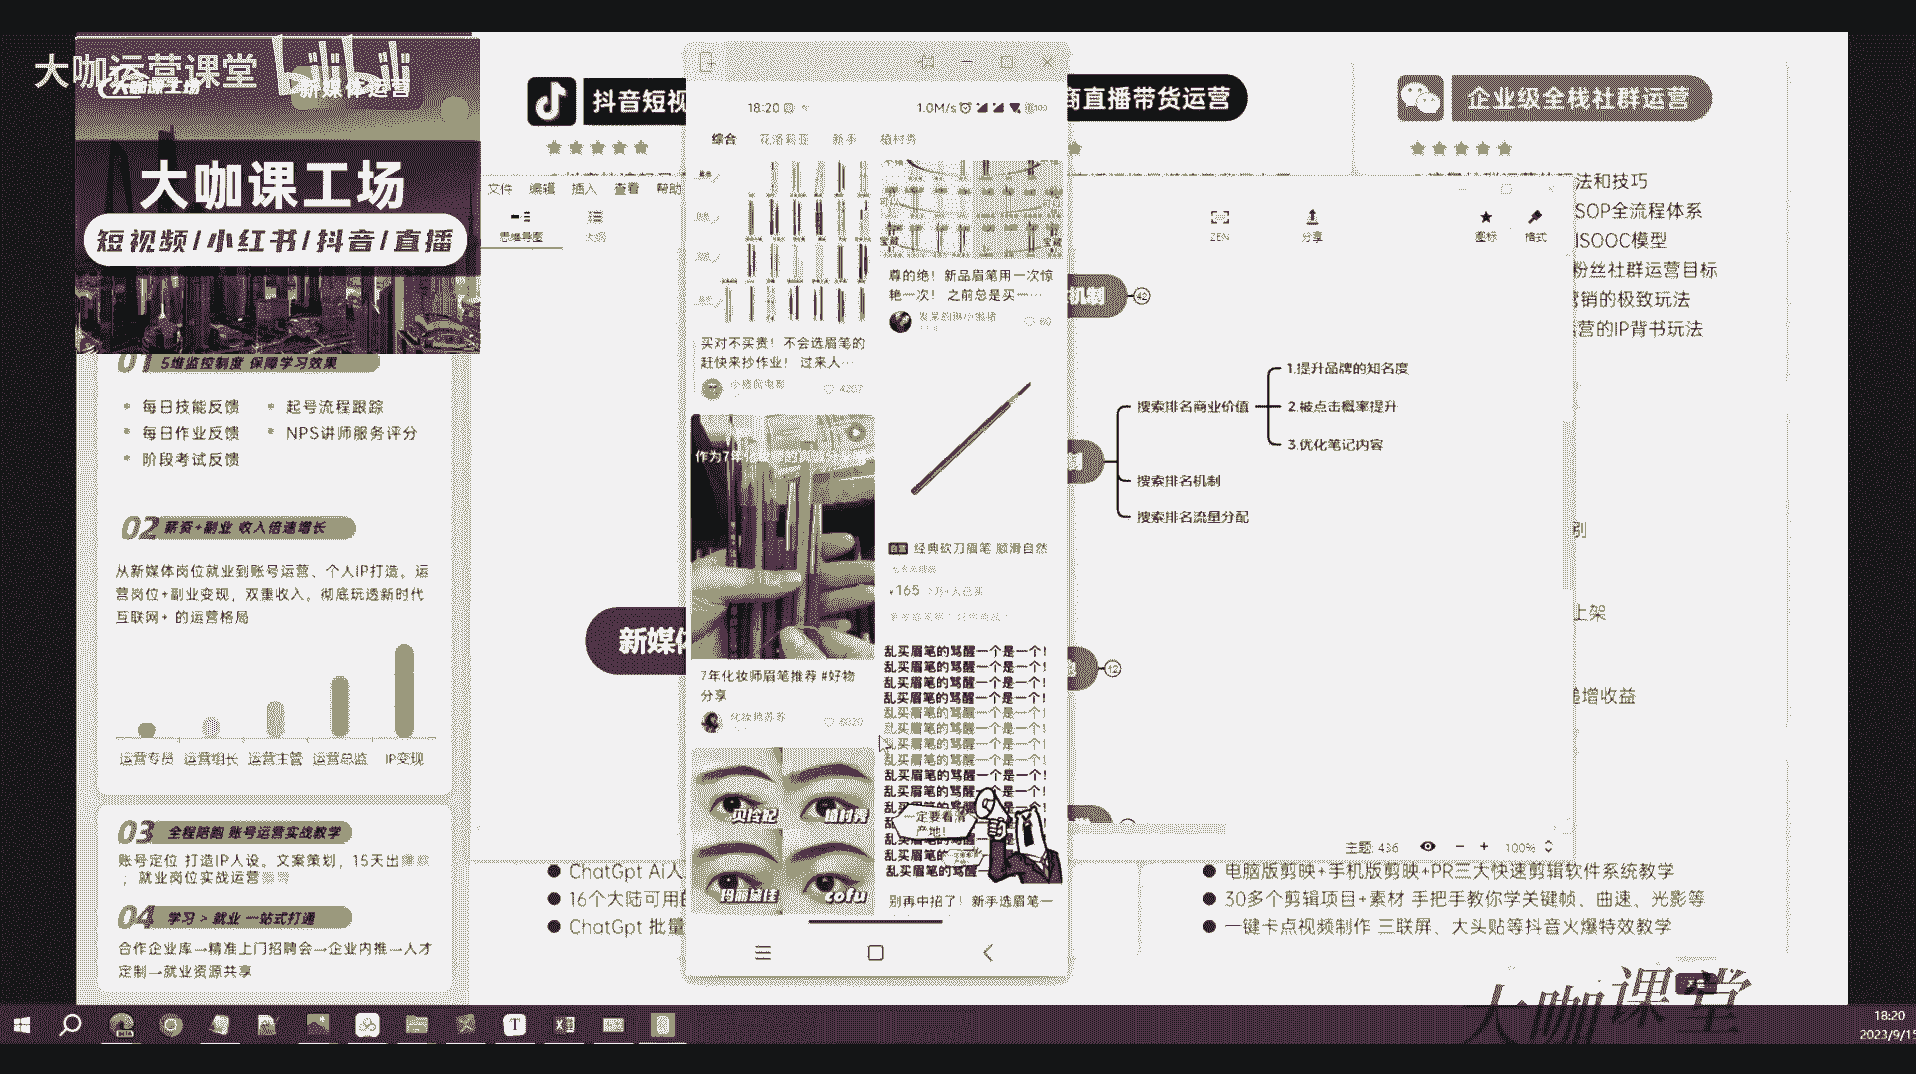 大咖运营课堂
bilibili
大咖课工场
新媒体运营
大咖课工场
短视频/小红书/抖音/直播
01 5维监控制度 保障学习效果
每日技能反馈
起号流程跟踪
每日作业反馈
NPS讲师服务评分
阶段考试反馈
02 薪资+副业 收入倍速增长
从新媒体岗位就业到账号运营、个人IP打造。运
营岗位+副业变现，双重收入。彻底玩透新时代
互联网+ 的运营格局
运营专员
运营组长
运营主管
运营总监
IP变现
03 全程陪跑 账号运营实战教学
账号定位 打造IP人设。文案策划，15天出
；就业岗位实战运营
04 学习 > 就业 一站式打通
合作企业库→精准上门招聘会→企业内推→人才
定制→就业资源共享
抖音短视
商直播带货运营
企业级全栈社群运营
文件
编辑
插入
查看
帮助
思维导图
大纲
ZEN
分享
图标
格式
法和技巧
SOP全流程体系
ISOOC模型
粉丝社群运营目标
营销的极致玩法
运营的IP背书玩法
机制
42
制
搜索排名商业价值
1.提升品牌的知名度
2.被点击概率提升
3.优化笔记内容
搜索排名机制
搜索排名流量分配
别
上架
递增收益
新媒体
12
主题: 436
100%
18:20
1.0M/s
100
综合
花洛莉亚
新手
植村秀
买对不买贵！不会选眉笔的
赶快来抄作业！ 过来人…
4207
尊的绝！新品眉笔用一次惊
艳一次！ 之前总是买一…
60
作为7年化妆师的
7年化妆师眉笔推荐 #好物
分享
化妆师苏苏
6020
自营 经典砍刀眉笔 顺滑自然
165
乱买眉笔的骂醒一个是一个!
乱买眉笔的骂醒一个是一个!
乱买眉笔的骂醒一个是一个!
乱买眉笔的骂醒一个是一个!
乱买眉笔的骂醒一个是一个!
乱买眉笔的骂醒一个是一个!
乱买眉笔的骂醒一个是一个!
乱买眉笔的骂醒一个是一个!
乱买眉笔的骂醒一个是一个!
乱买眉笔的骂醒一个是一个!
一定要看清
产地!
贝玲妃
植村秀
玛丽黛佳
cofu
别再中招了！新手选眉笔一
ChatGpt AI人
16个大陆可用的
ChatGpt 批量
电脑版剪映+手机版剪映+PR三大快速剪辑软件系统教学
30多个剪辑项目+素材 手把手教你学关键帧、曲速、光影等
一键卡点视频制作 三联屏、大头贴等抖音火爆特效教学
大咖课堂
18:20
2023/9/15